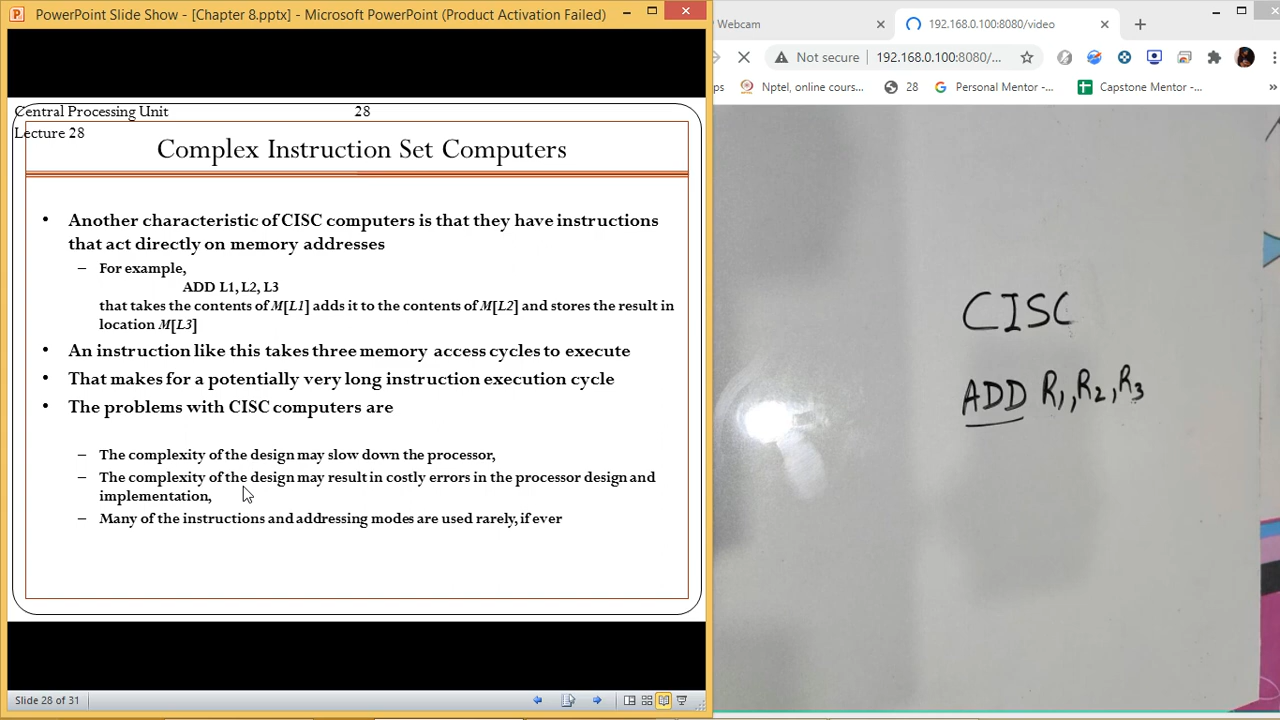 PowerPoint Slide Show - [Chapter 8.pptx] - Microsoft PowerPoint (Product Activation Failed)
Central Processing Unit 28
Lecture 28
Complex Instruction Set Computers
• Another characteristic of CISC computers is that they have instructions
that act directly on memory addresses
– For example,
ADD L1, L2, L3
that takes the contents of M[L1] adds it to the contents of M[L2] and stores the result in
location M[L3]
• An instruction like this takes three memory access cycles to execute
• That makes for a potentially very long instruction execution cycle
• The problems with CISC computers are
– The complexity of the design may slow down the processor,
– The complexity of the design may result in costly errors in the processor design and
implementation,
– Many of the instructions and addressing modes are used rarely, if ever
Slide 28 of 31
Webcam
192.168.0.100:8080/video
Not secure 192.168.0.100:8080/...
ps Nptel, online cours... 28 Personal Mentor -... Capstone Mentor -...
CISC
ADD R1, R2, R3